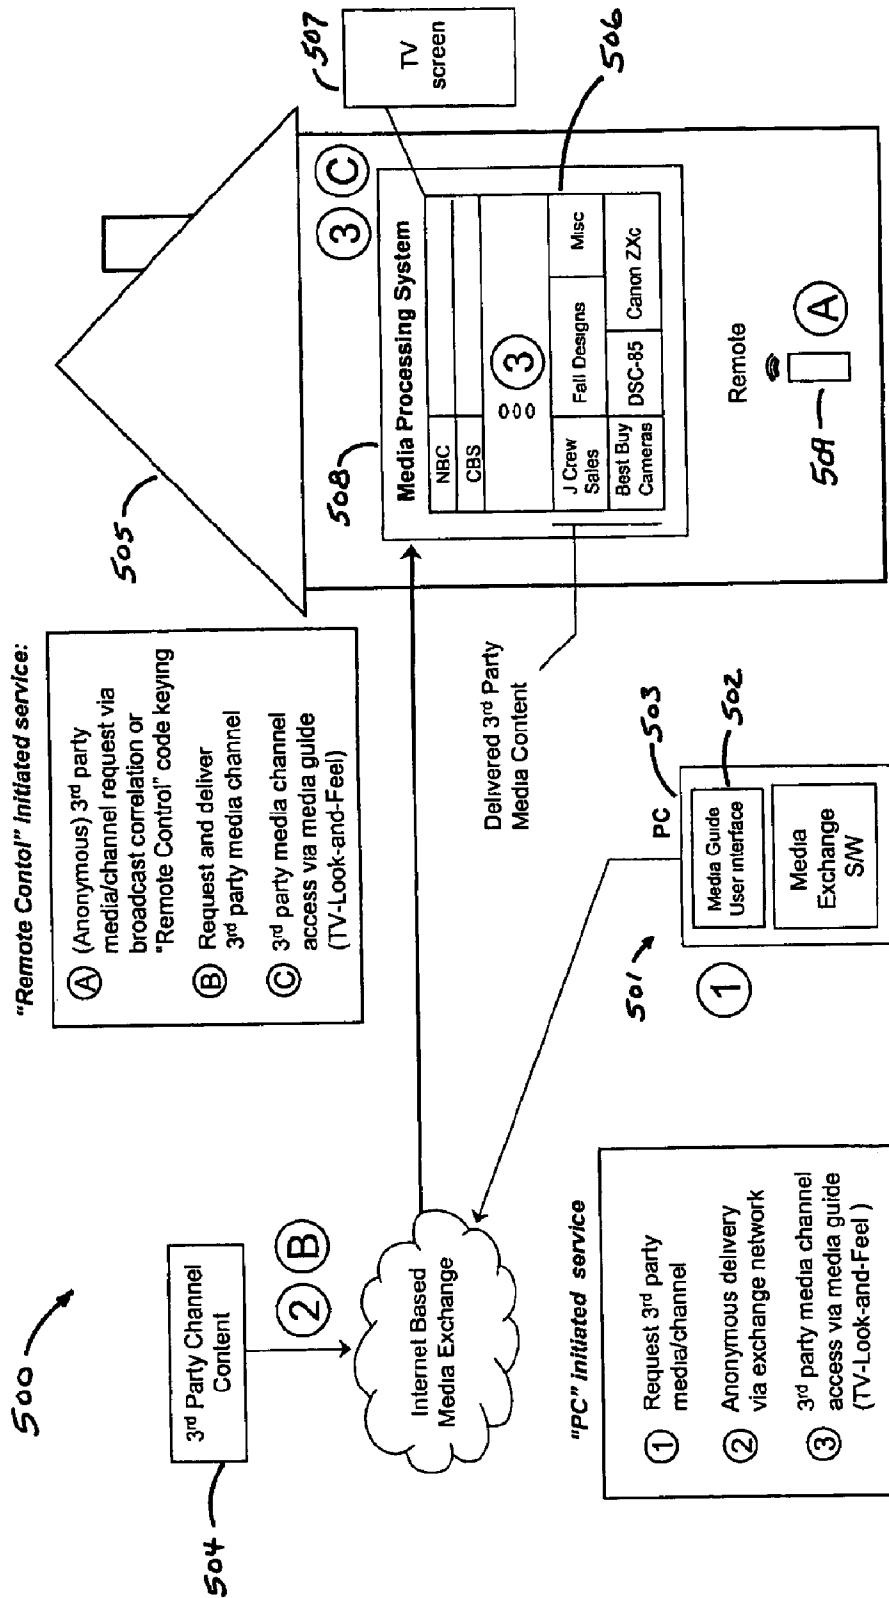 500
504
3rd Party Channel
Content
2 B
Internet Based
Media Exchange
"PC" initiated service
1 Request 3rd party
media/channel
2 Anonymous delivery
via exchange network
3 3rd party media channel
access via media guide
(TV-Look-and-Feel )
"Remote Contol" Initiated service:
A (Anonymous) 3rd party
media/channel request via
broadcast correlation or
"Remote Control" code keying
B Request and deliver
3rd party media channel
C 3rd party media channel
access via media guide
(TV-Look-and-Feel)
Delivered 3rd Party
Media Content
501
1
PC
503
502
Media Guide
User interface
Media
Exchange
S/W
505
3 C
508
Media Processing System
NBC
CBS
000
3
J Crew
Sales
Fall Designs
Misc
Best Buy
Cameras
DSC-85
Canon ZXc
506
507
TV
screen
Remote
509
A